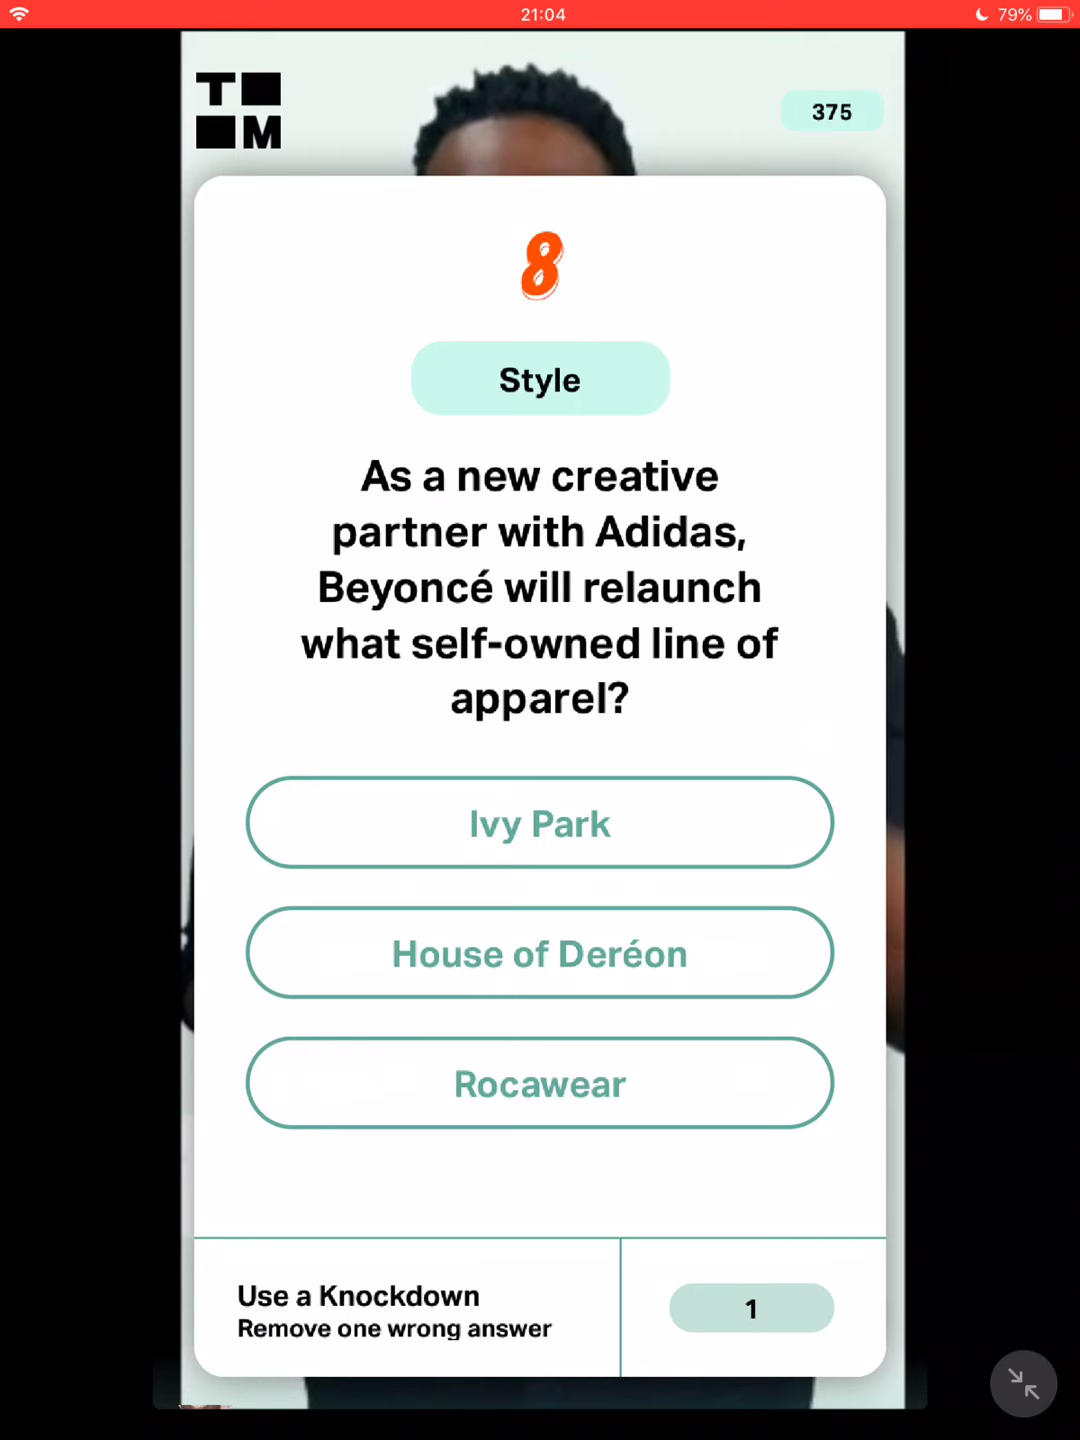 21:04
79%
T M
375
8
Style
As a new creative
partner with Adidas,
Beyoncé will relaunch
what self-owned line of
apparel?
Ivy Park
House of Deréon
Rocawear
Use a Knockdown
1
Remove one wrong answer